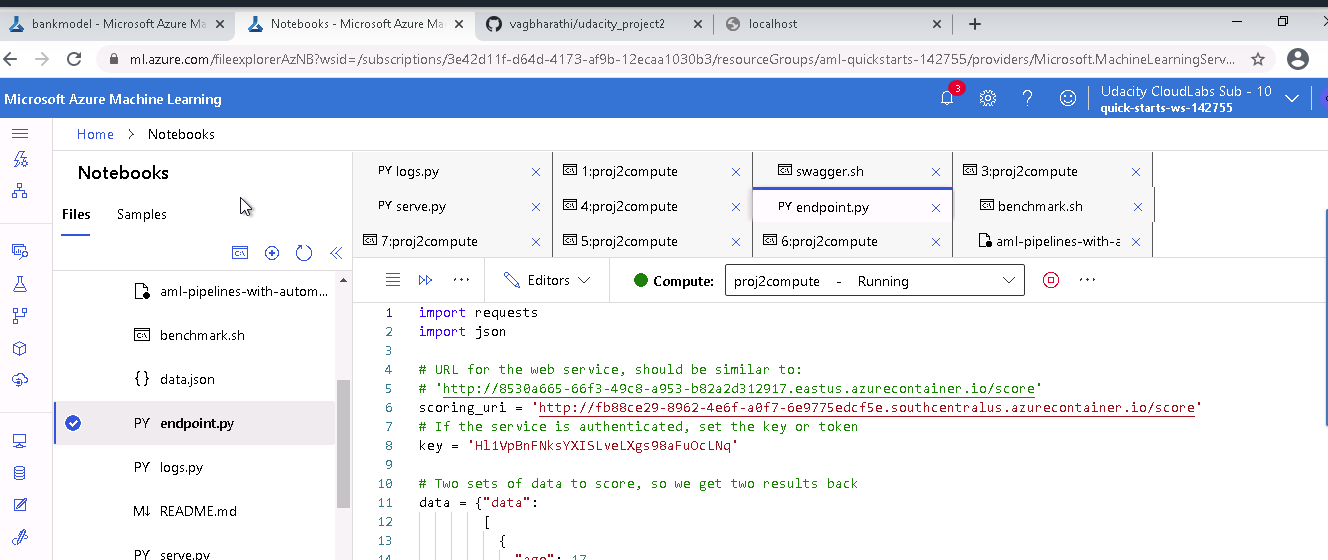 bankmodel - Microsoft Azure Ma
Notebooks - Microsoft Azure Ma
vagbharathi/udacity_project2
localhost
ml.azure.com/fileexplorerAzNB?wsid=/subscriptions/3e42d11f-d64d-4173-af9b-12ecaa1030b3/resourceGroups/aml-quickstarts-142755/providers/Microsoft.MachineLearningServ...
Microsoft Azure Machine Learning
3
Udacity CloudLabs Sub - 10
quick-starts-ws-142755
Home > Notebooks
Notebooks
Files
Samples
aml-pipelines-with-autom...
benchmark.sh
{} data.json
PY endpoint.py
PY logs.py
M↓ README.md
PY serve.py
PY logs.py
1:proj2compute
swagger.sh
3:proj2compute
PY serve.py
4:proj2compute
PY endpoint.py
benchmark.sh
7:proj2compute
5:proj2compute
6:proj2compute
aml-pipelines-with-a
Editors
Compute:
proj2compute - Running
1 import requests
2 import json
3
4 # URL for the web service, should be similar to:
5 # 'http://8530a665-66f3-49c8-a953-b82a2d312917.eastus.azurecontainer.io/score'
6 scoring_uri = 'http://fb88ce29-8962-4e6f-a0f7-6e9775edcf5e.southcentralus.azurecontainer.io/score'
7 # If the service is authenticated, set the key or token
8 key = 'Hl1VpBnFNksYXISLveLXgs98aFuOcLNq'
9
10 # Two sets of data to score, so we get two results back
11 data = {"data":
12 [
13 {
14 "age": 17,